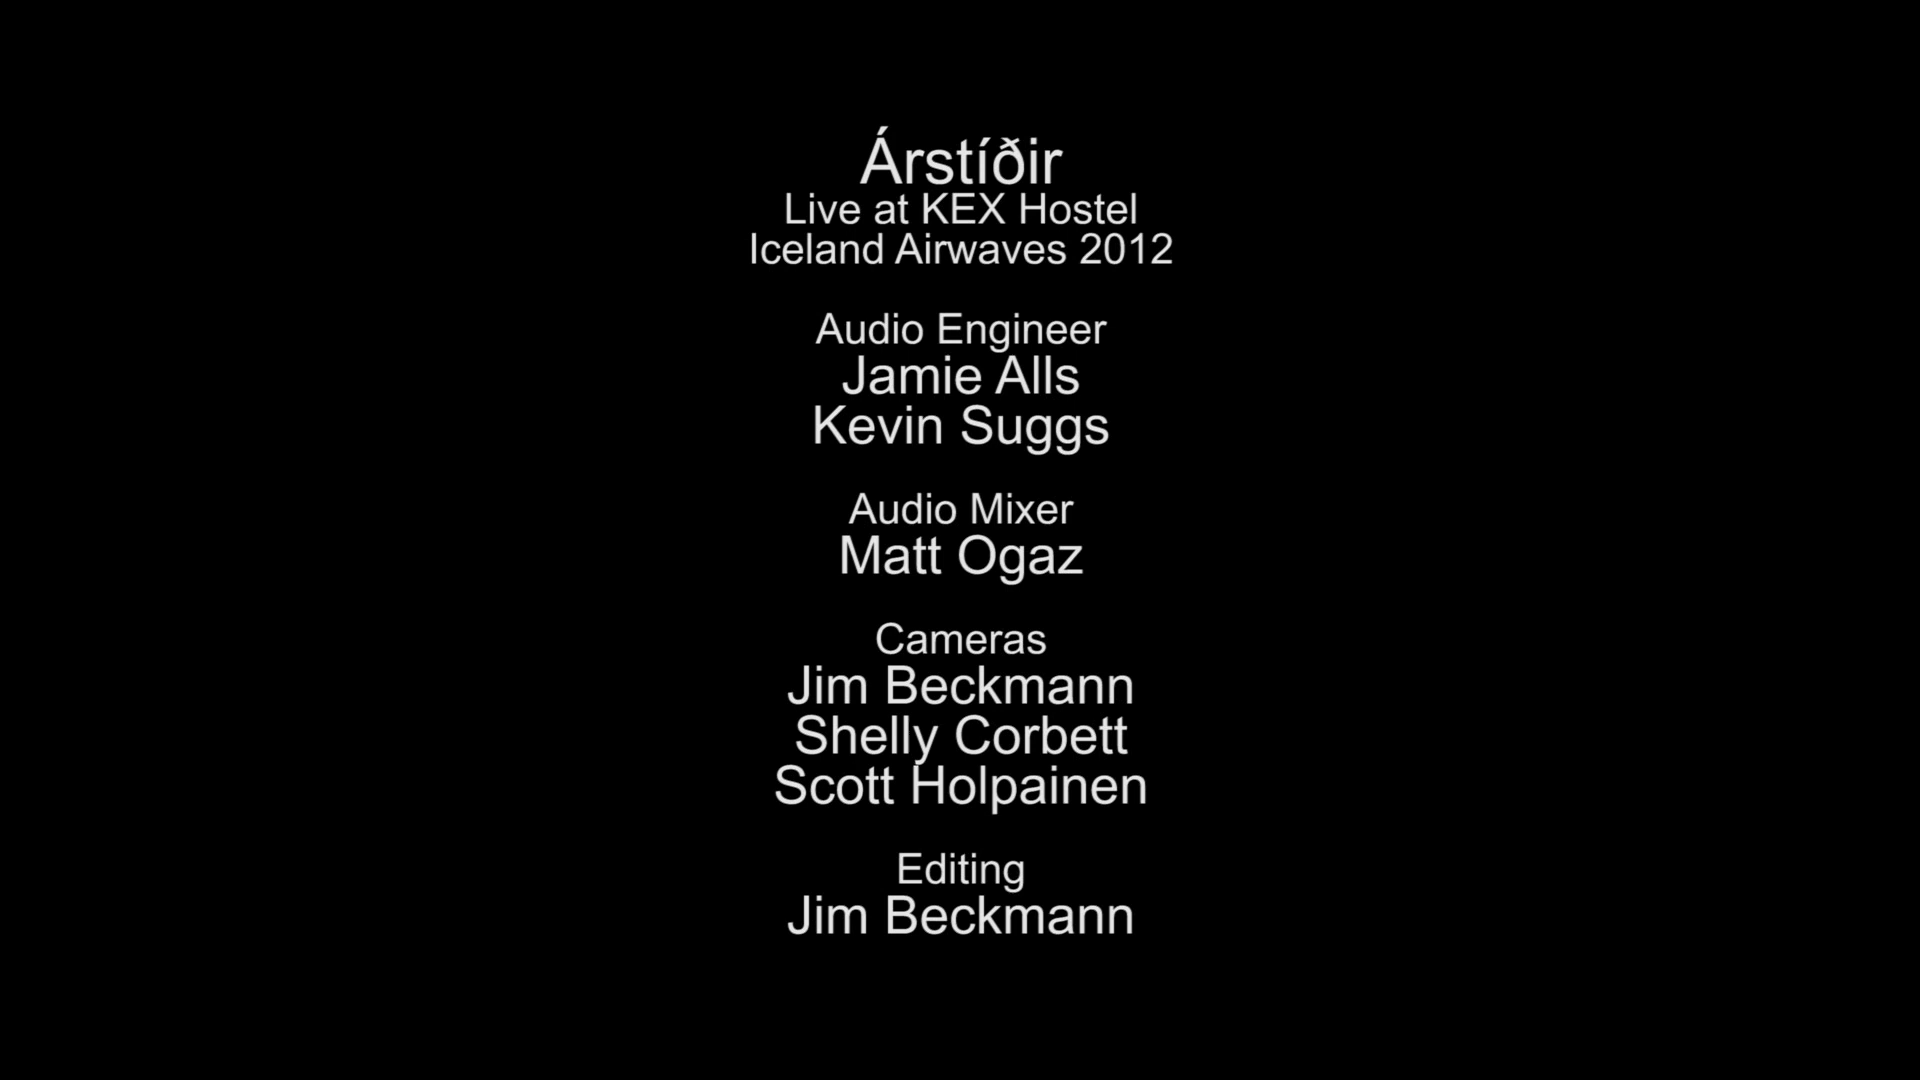 Árstíðir
Live at KEX Hostel
Iceland Airwaves 2012
Audio Engineer
Jamie Alls
Kevin Suggs
Audio Mixer
Matt Ogaz
Cameras
Jim Beckmann
Shelly Corbett
Scott Holpainen
Editing
Jim Beckmann